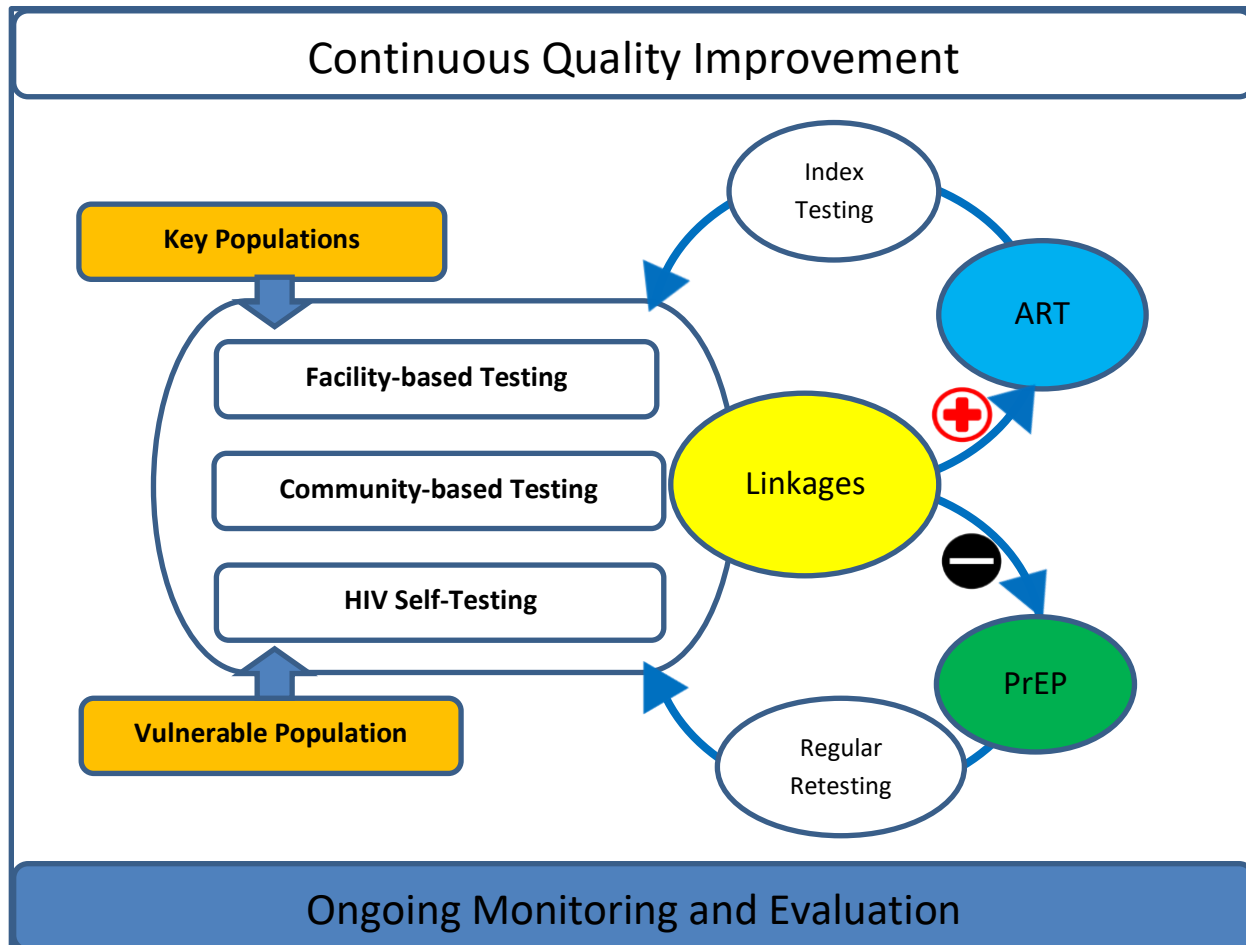 Continuous Quality Improvement
Index
Testing
Key Populations
ART
Facility-based Testing
Community-based Testing
Linkages
HIV Self-Testing
PrEP
Vulnerable Population
Regular
Retesting
Ongoing Monitoring and Evaluation